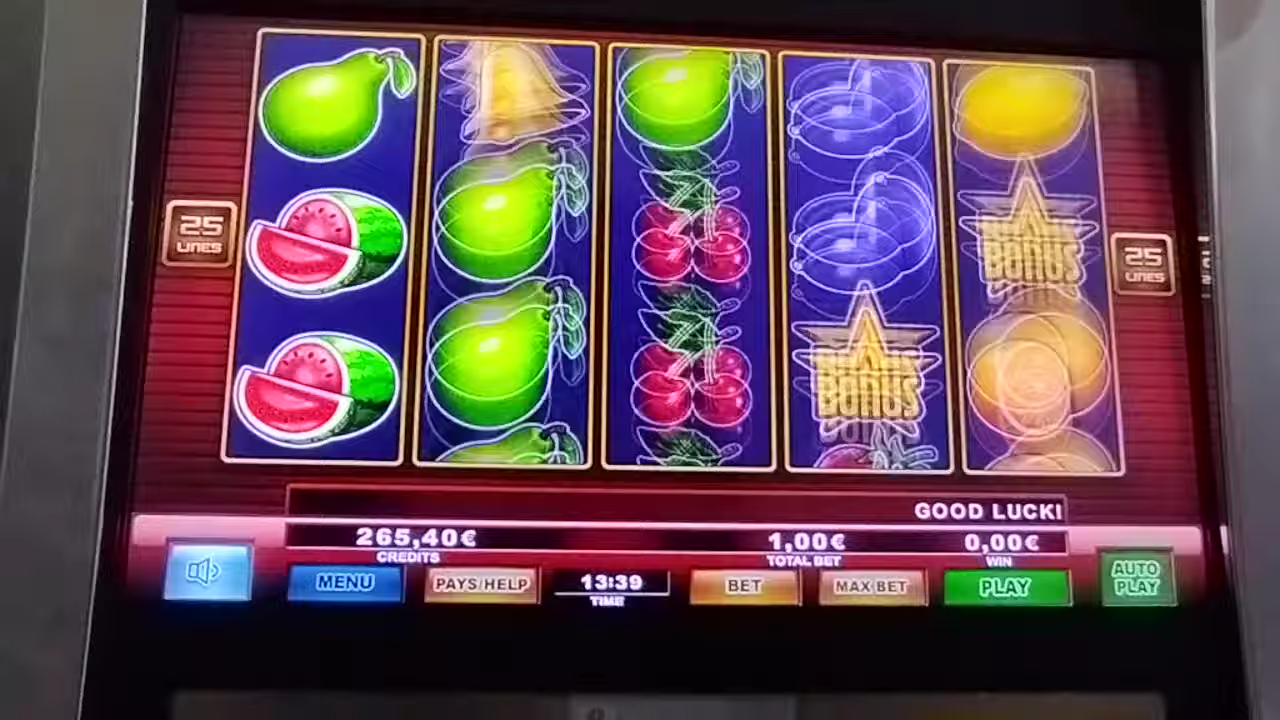 25
LINES
BONUS
25
LINES
BONUS
GOOD LUCK!
265,40€
CREDITS
1,00€
TOTAL BET
0,00€
WIN
MENU
PAYS/HELP
13:39
TIME
BET
MAX BET
PLAY
AUTO
PLAY